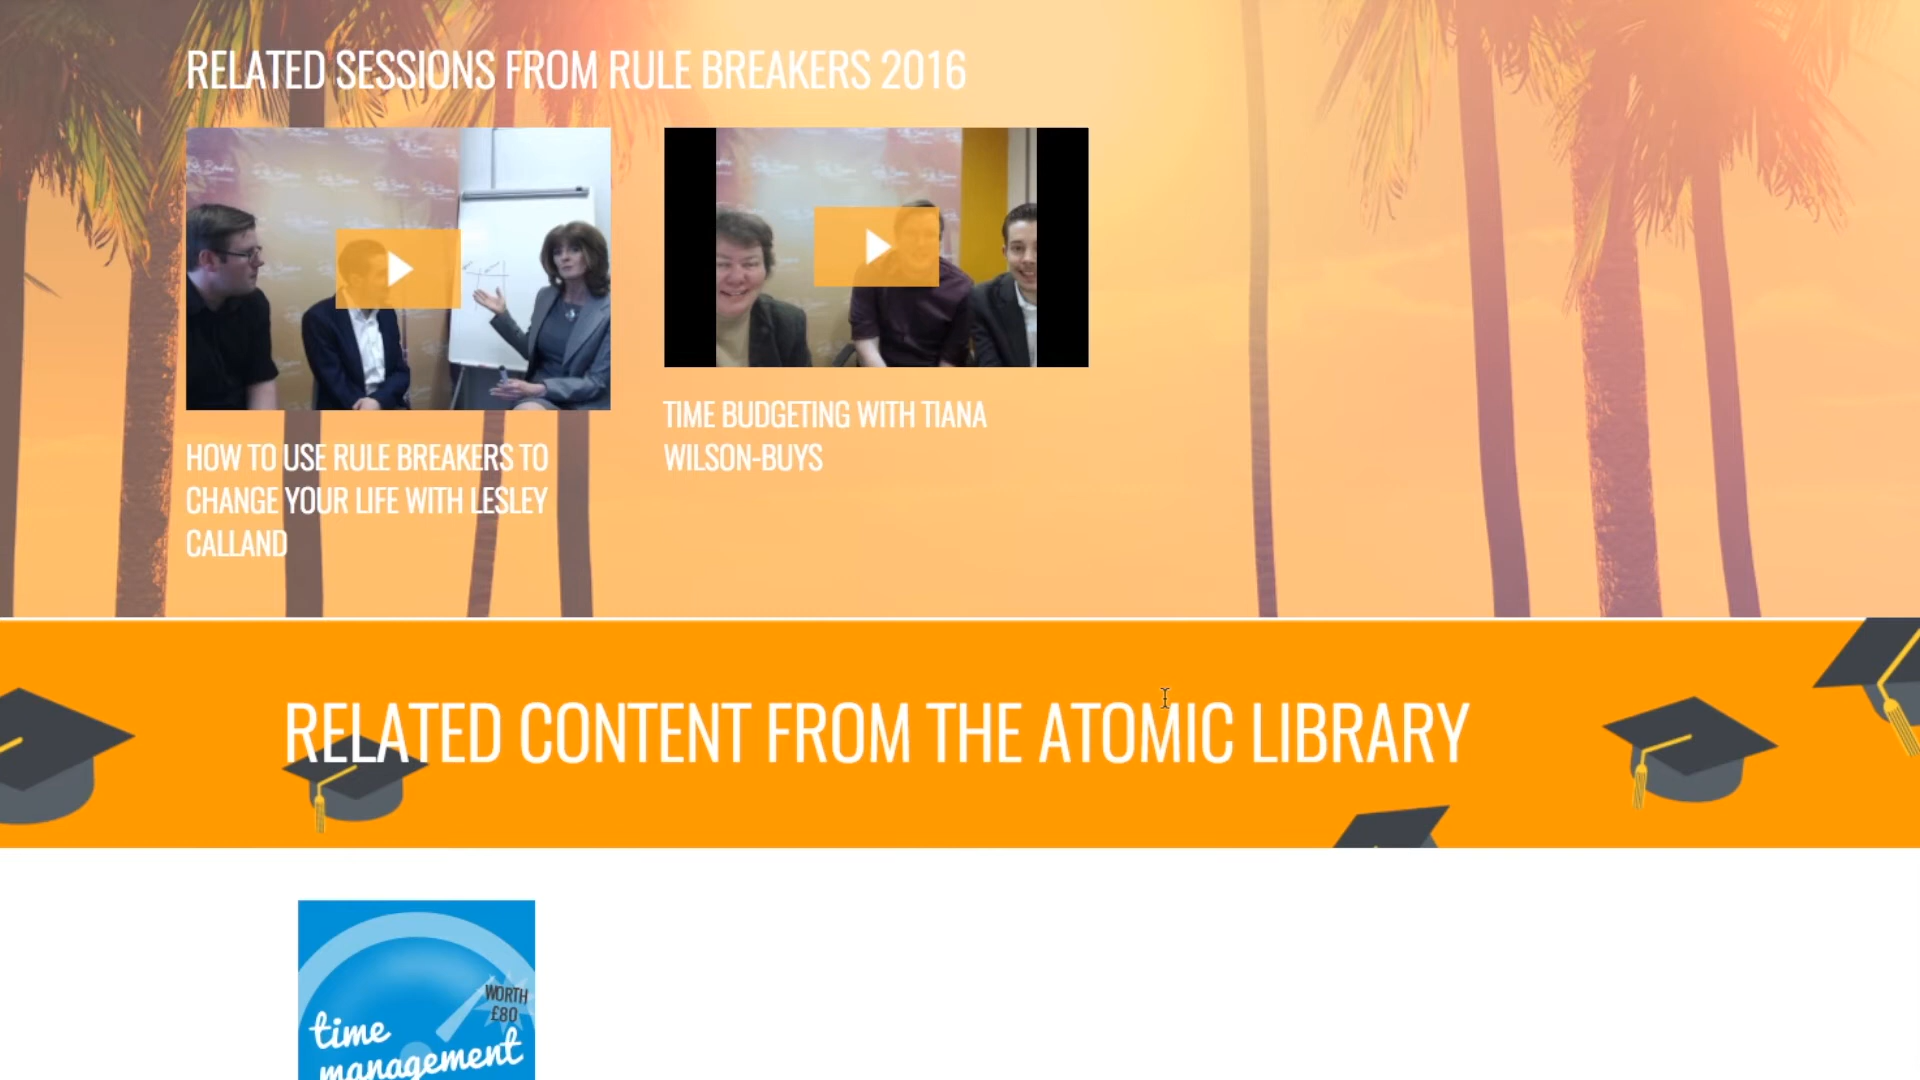 RELATED SESSIONS FROM RULE BREAKERS 2016
HOW TO USE RULE BREAKERS TO
CHANGE YOUR LIFE WITH LESLEY
CALLAND
TIME BUDGETING WITH TIANA
WILSON-BUYS
RELATED CONTENT FROM THE ATOMIC LIBRARY
WORTH
£80
time
management